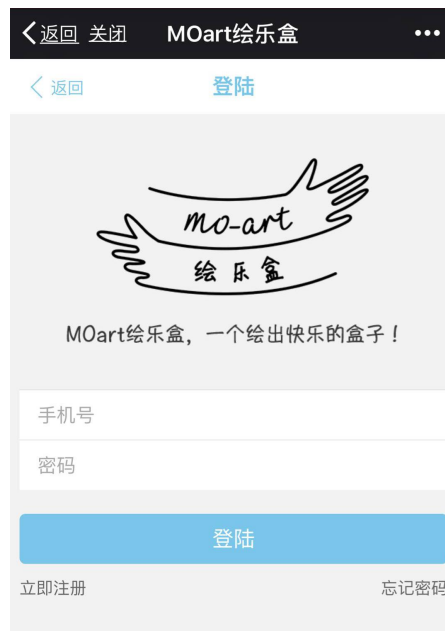 返回 关闭 MOart绘乐盒
返回 登陆
mo-art
绘乐盒
MOart绘乐盒，一个绘出快乐的盒子！
手机号
密码
登陆
立即注册 忘记密码